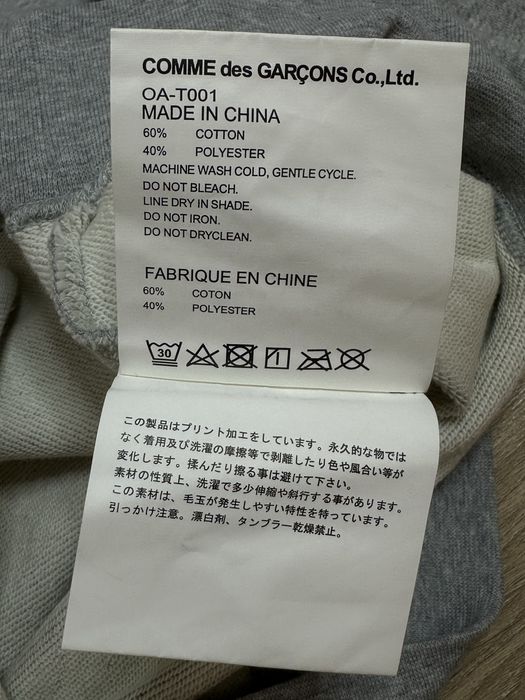 COMME des GARÇONS Co.,Ltd.
OA-T001
MADE IN CHINA
60% COTTON
40% POLYESTER
MACHINE WASH COLD, GENTLE CYCLE.
DO NOT BLEACH.
LINE DRY IN SHADE.
DO NOT IRON.
DO NOT DRYCLEAN.
FABRIQUE EN CHINE
60% COTON
40% POLYESTER
30
この製品はプリント加工をしています。永久的な物では
なく着用及び洗濯の摩擦等で剥離したり色や風合い等が
変化します。揉んだり擦る事は避けて下さい。
素材の性質上、洗濯で多少伸縮や斜行する事があります。
この素材は、毛玉が発生しやすい特性を持っています。
引っかけ注意。漂白剤、タンブラー乾燥禁止。